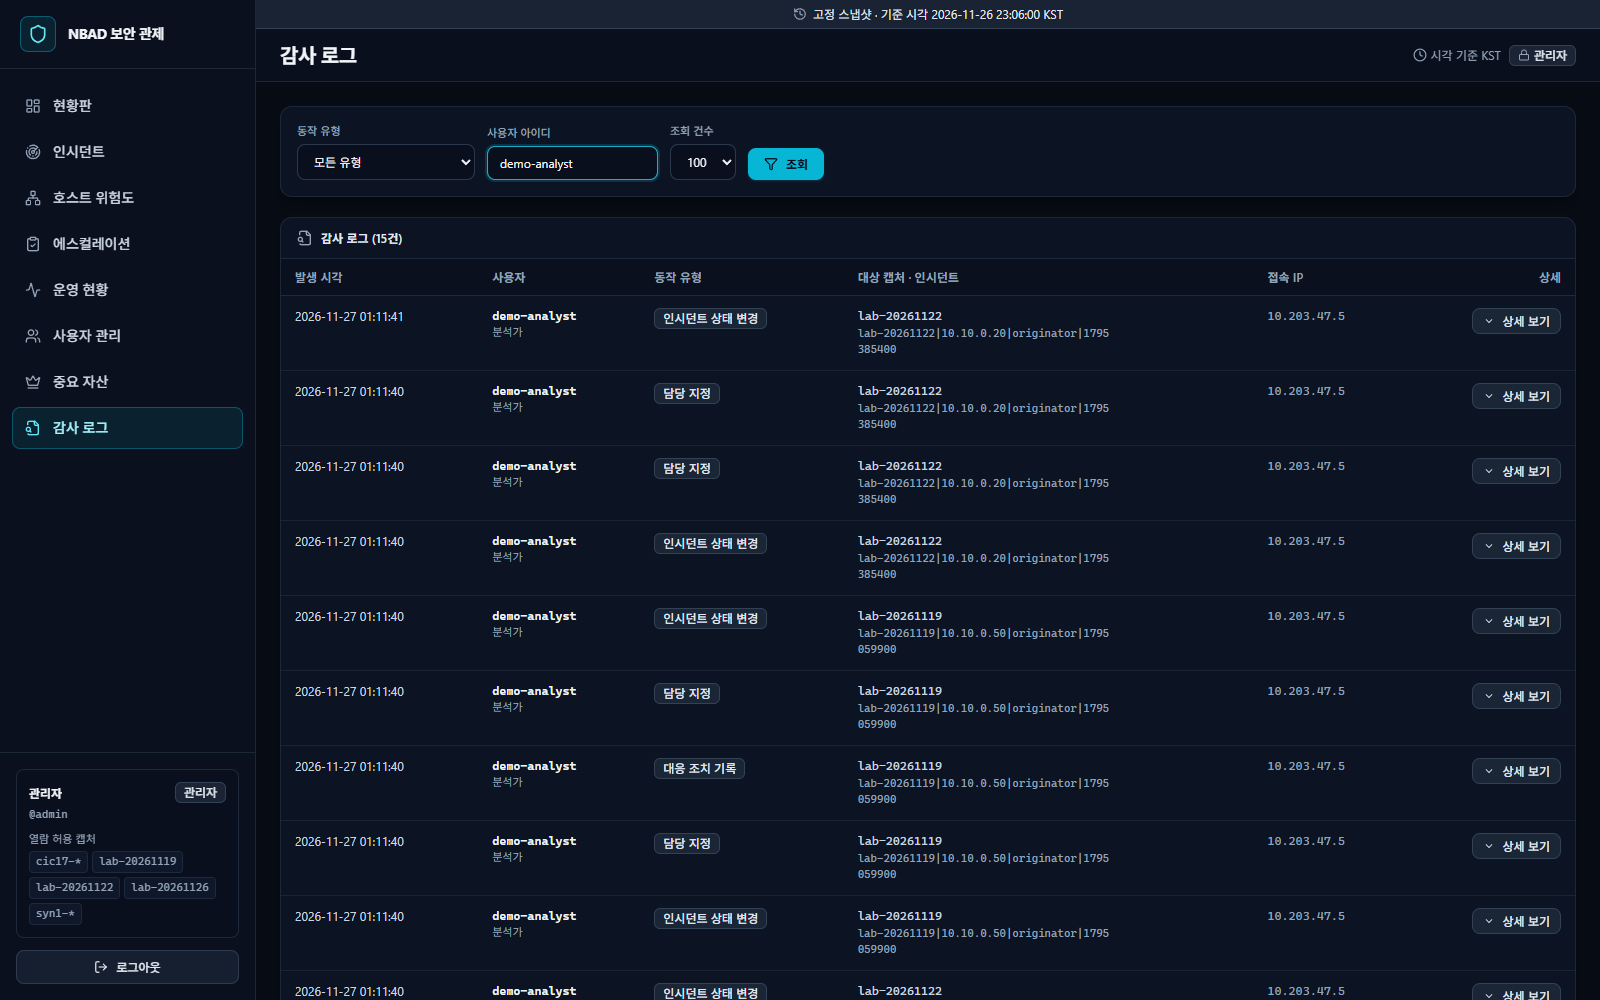 NBAD 보안 관제
현황판
인시던트
호스트 위험도
에스컬레이션
운영 현황
사용자 관리
중요 자산
감사 로그
관리자 관리자
@admin
열람 허용 캡처
cic17-* lab-20261119
lab-20261122 lab-20261126
syn1-*
로그아웃
고정 스냅샷 · 기준 시각 2026-11-26 23:06:00 KST
감사 로그
시각 기준 KST 관리자
동작 유형 사용자 아이디 조회 건수
모든 유형 demo-analyst 100 조회
감사 로그 (15건)
발생 시각 사용자 동작 유형 대상 캡처 · 인시던트 접속 IP 상세
2026-11-27 01:11:41 demo-analyst 인시던트 상태 변경 lab-20261122 10.203.47.5 상세 보기
분석가 lab-20261122|10.10.0.20|originator|1795
385400
2026-11-27 01:11:40 demo-analyst 담당 지정 lab-20261122 10.203.47.5 상세 보기
분석가 lab-20261122|10.10.0.20|originator|1795
385400
2026-11-27 01:11:40 demo-analyst 담당 지정 lab-20261122 10.203.47.5 상세 보기
분석가 lab-20261122|10.10.0.20|originator|1795
385400
2026-11-27 01:11:40 demo-analyst 인시던트 상태 변경 lab-20261122 10.203.47.5 상세 보기
분석가 lab-20261122|10.10.0.20|originator|1795
385400
2026-11-27 01:11:40 demo-analyst 인시던트 상태 변경 lab-20261119 10.203.47.5 상세 보기
분석가 lab-20261119|10.10.0.50|originator|1795
059900
2026-11-27 01:11:40 demo-analyst 담당 지정 lab-20261119 10.203.47.5 상세 보기
분석가 lab-20261119|10.10.0.50|originator|1795
059900
2026-11-27 01:11:40 demo-analyst 대응 조치 기록 lab-20261119 10.203.47.5 상세 보기
분석가 lab-20261119|10.10.0.50|originator|1795
059900
2026-11-27 01:11:40 demo-analyst 담당 지정 lab-20261119 10.203.47.5 상세 보기
분석가 lab-20261119|10.10.0.50|originator|1795
059900
2026-11-27 01:11:40 demo-analyst 인시던트 상태 변경 lab-20261119 10.203.47.5 상세 보기
분석가 lab-20261119|10.10.0.50|originator|1795
059900
2026-11-27 01:11:40 demo-analyst 인시던트 상태 변경 lab-20261122 10.203.47.5 상세 보기